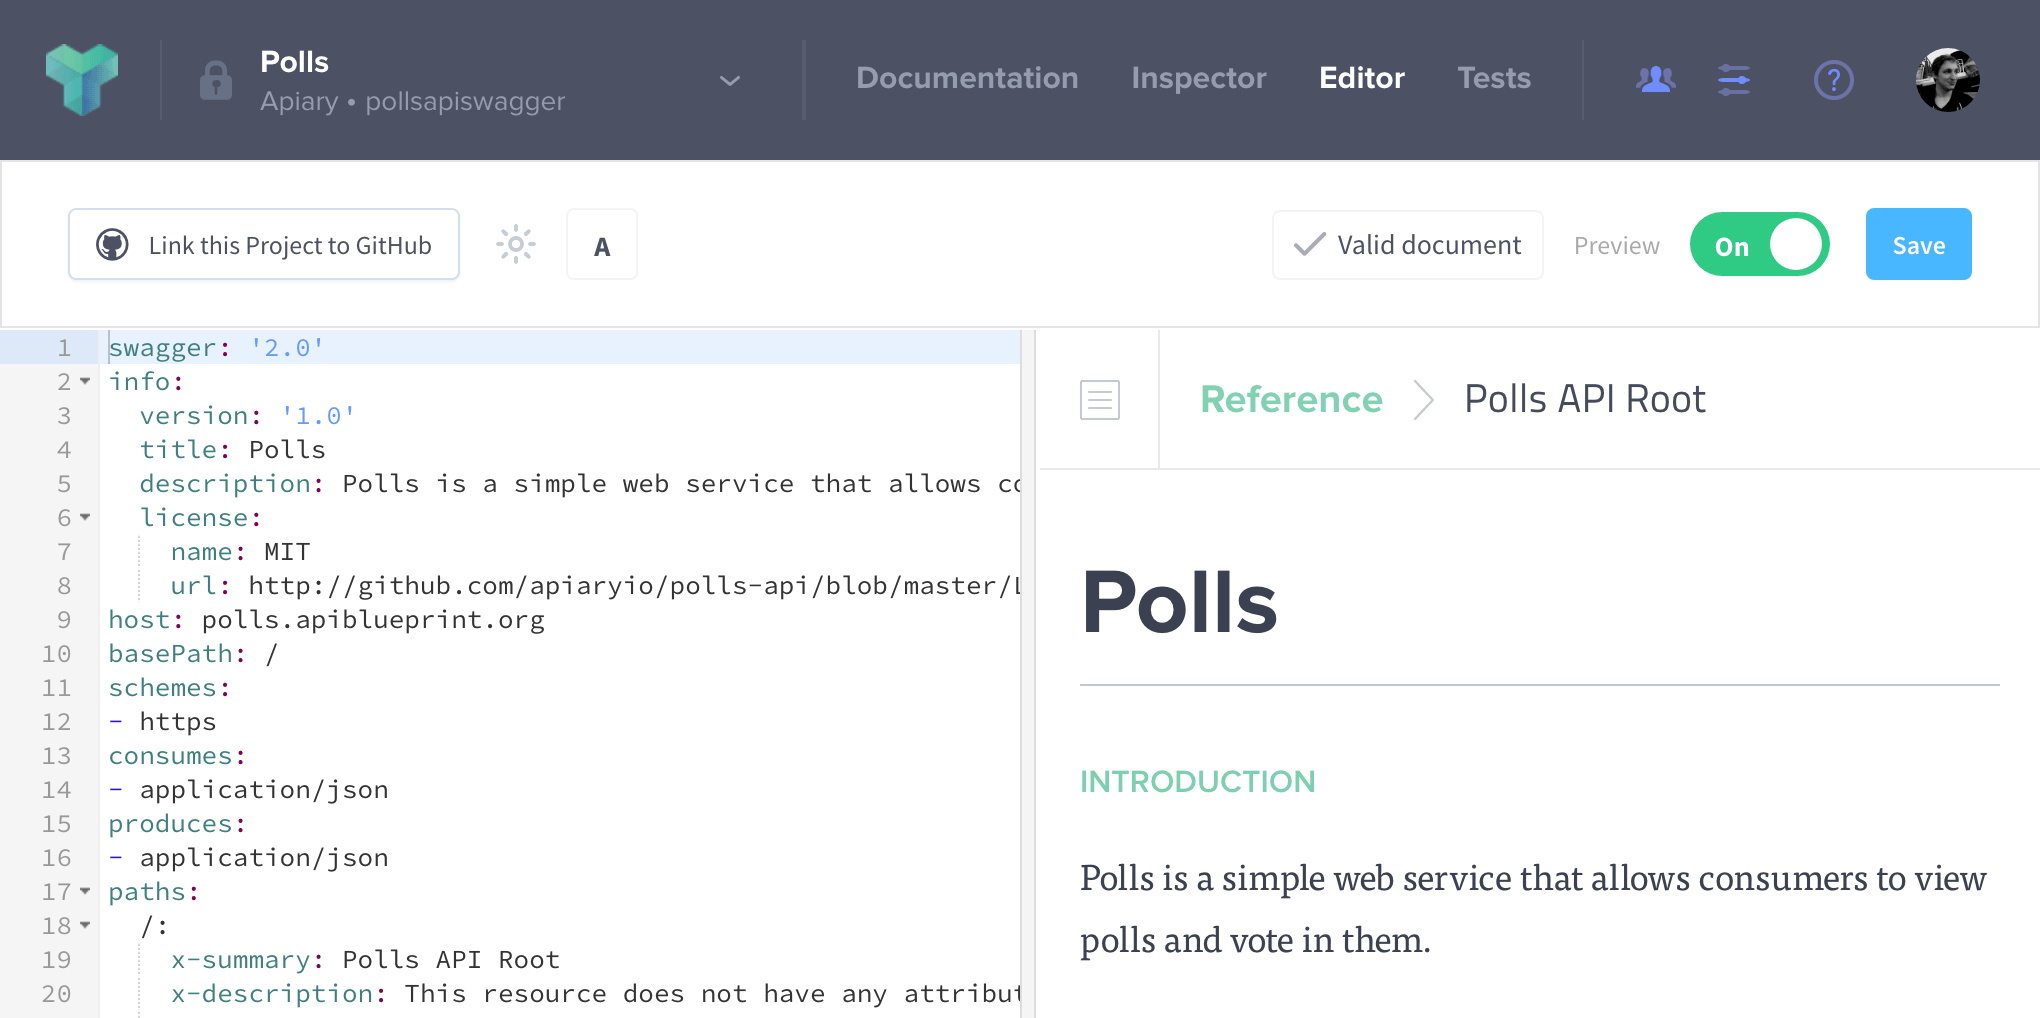 Polls
Apiary • pollsapiswagger
Documentation Inspector Editor Tests
?
Link this Project to GitHub
A
Valid document
Preview
On
Save
1 swagger: '2.0'
2 info:
3 version: '1.0'
4 title: Polls
5 description: Polls is a simple web service that allows
6 license:
7 name: MIT
8 url: http://github.com/apiaryio/polls-api/blob/master/
9 host: polls.apiblueprint.org
10 basePath: /
11 schemes:
12 - https
13 consumes:
14 - application/json
15 produces:
16 - application/json
17 paths:
18 /:
19 x-summary: Polls API Root
20 x-description: This resource does not have any
Reference
Polls API Root
Polls
INTRODUCTION
Polls is a simple web service that allows consumers to view
polls and vote in them.